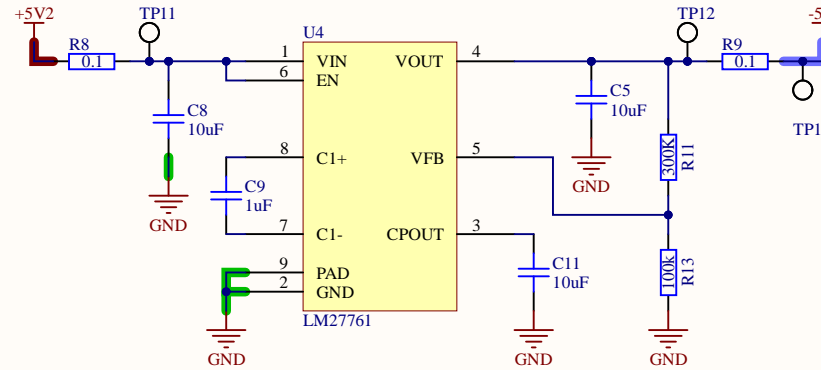 +5V2
TP11
U4
TP12
-5
R8
0.1
1
VIN
VOUT
4
R9
0.1
6
EN
C8
10uF
C5
10uF
TP1
8
C1+
VFB
5
300K
R11
GND
GND
C9
1uF
7
C1-
CPOUT
3
9
PAD
C11
10uF
100k
R13
2
GND
LM27761
GND
GND
GND